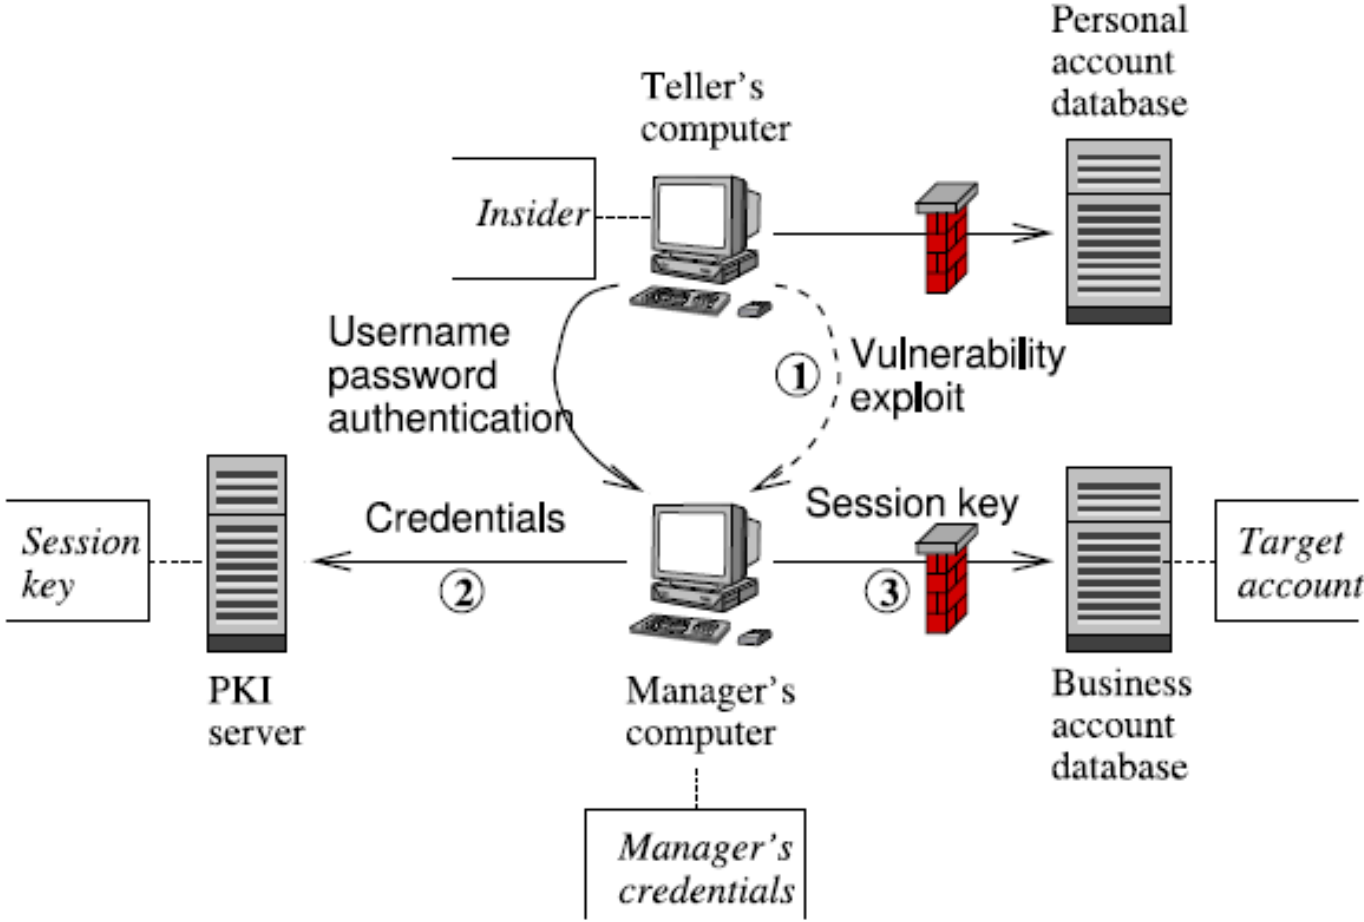 Personal
account
database
Teller's
computer
Insider
Username
password
authentication
1
Vulnerability
exploit
Session
key
Credentials
2
Session key
3
Target
account
PKI
server
Manager's
computer
Business
account
database
Manager's
credentials